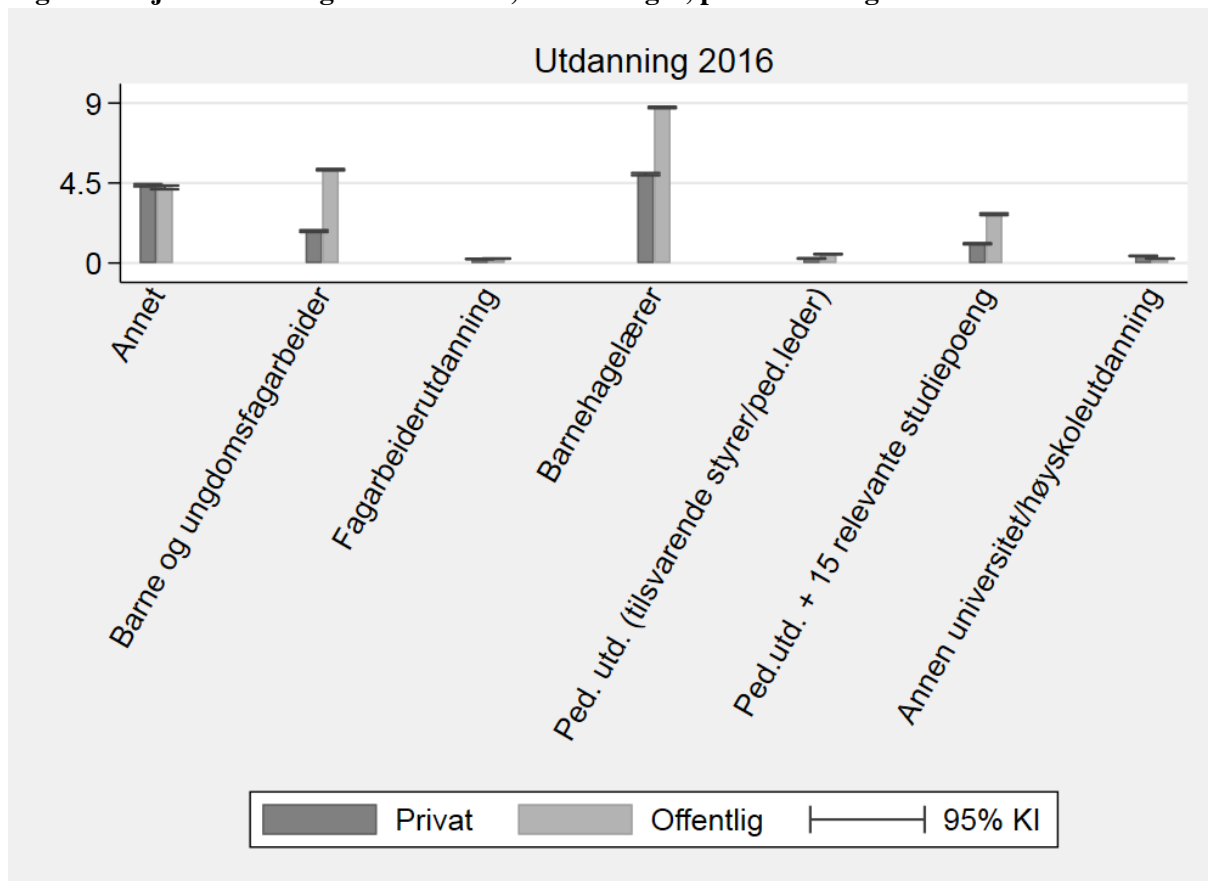 Utdanning 2016
9
4.5
0
Annet
Barne og ungdomsfagarbeider
Fagarbeiderutdanning
Barnehagelærer
Ped. utd. (tilsvarende styrer/ped.leder)
Ped.utd. + 15 relevante studiepoeng
Annen universitet/høyskoleutdanning
Privat Offentlig 95% KI